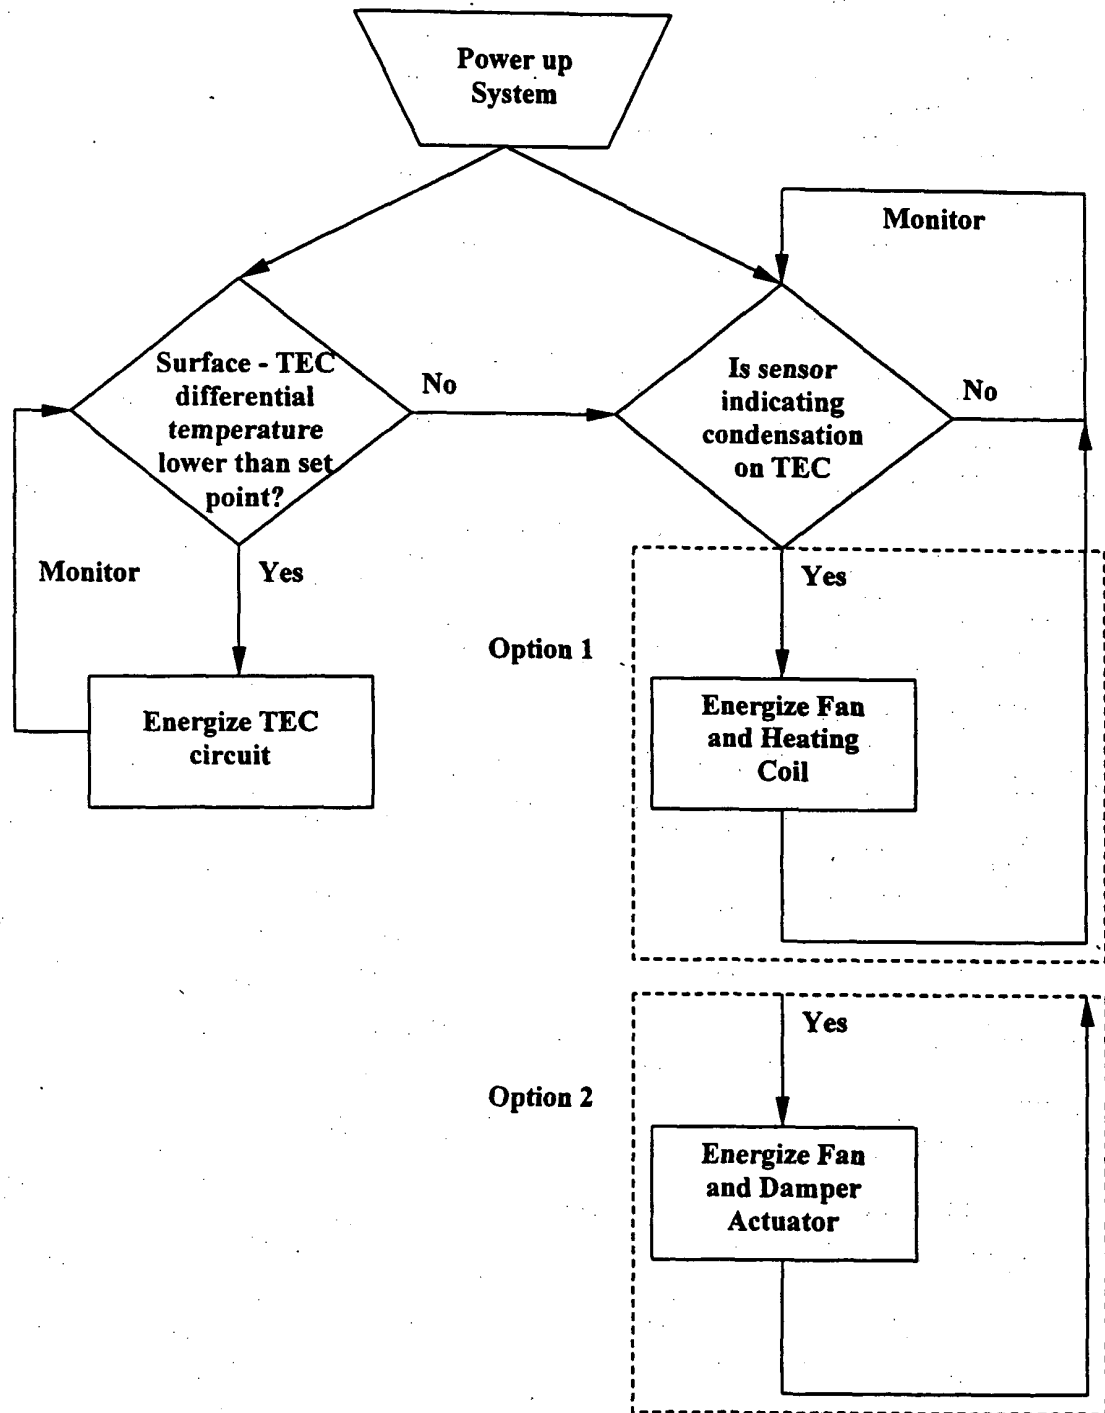 Power up
System
Monitor
Surface - TEC
differential
temperature
lower than set
point?
No
Is sensor
indicating
condensation
on TEC
No
Monitor
Yes
Yes
Option 1
Energize TEC
circuit
Energize Fan
and Heating
Coil
Yes
Option 2
Energize Fan
and Damper
Actuator